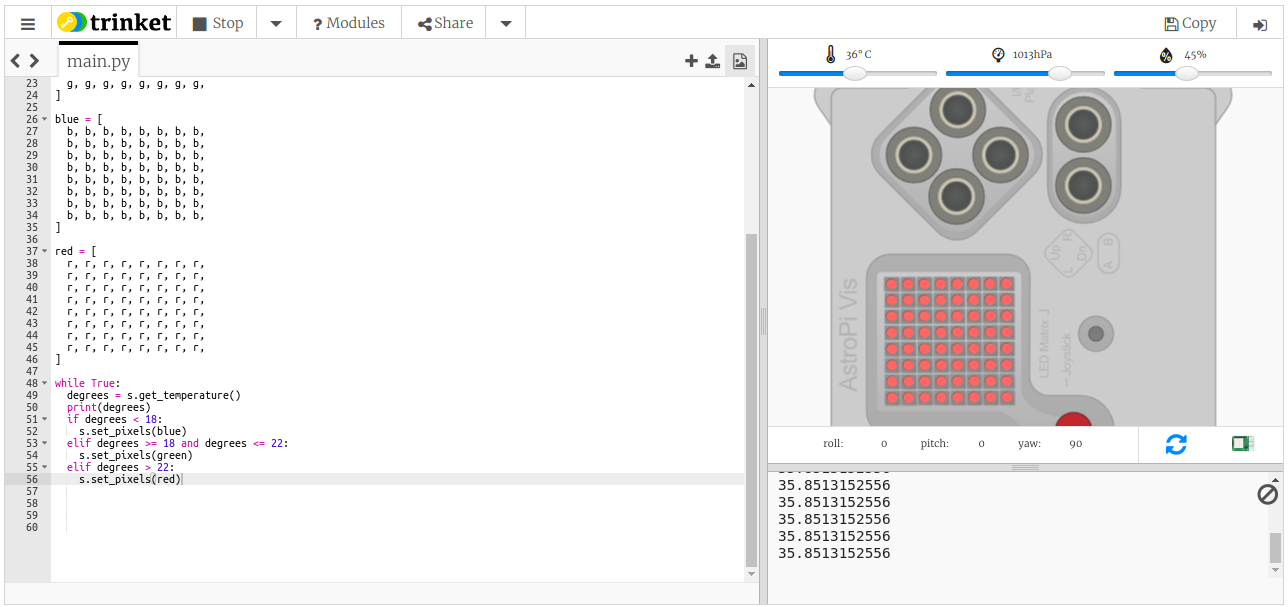 trinket
Stop
? Modules
Share
Copy
main.py
36° C
1013hPa
45%
23 g, g, g, g, g, g, g, g,
24 ]
25
26 blue = [
27 b, b, b, b, b, b, b, b,
28 b, b, b, b, b, b, b, b,
29 b, b, b, b, b, b, b, b,
30 b, b, b, b, b, b, b, b,
31 b, b, b, b, b, b, b, b,
32 b, b, b, b, b, b, b, b,
33 b, b, b, b, b, b, b, b,
34 b, b, b, b, b, b, b, b,
35 ]
36
37 red = [
38 r, r, r, r, r, r, r, r,
39 r, r, r, r, r, r, r, r,
40 r, r, r, r, r, r, r, r,
41 r, r, r, r, r, r, r, r,
42 r, r, r, r, r, r, r, r,
43 r, r, r, r, r, r, r, r,
44 r, r, r, r, r, r, r, r,
45 r, r, r, r, r, r, r, r,
46 ]
47
48 while True:
49 degrees = s.get_temperature()
50 print(degrees)
51 if degrees < 18:
52 s.set_pixels(blue)
53 elif degrees >= 18 and degrees <= 22:
54 s.set_pixels(green)
55 elif degrees > 22:
56 s.set_pixels(red)
57
58
59
60
Up
R
L
Dn
A
B
AstroPi Vis
LED Matrix J
– Joystick
roll: 0 pitch: 0 yaw: 90
35.8513152556
35.8513152556
35.8513152556
35.8513152556
35.8513152556